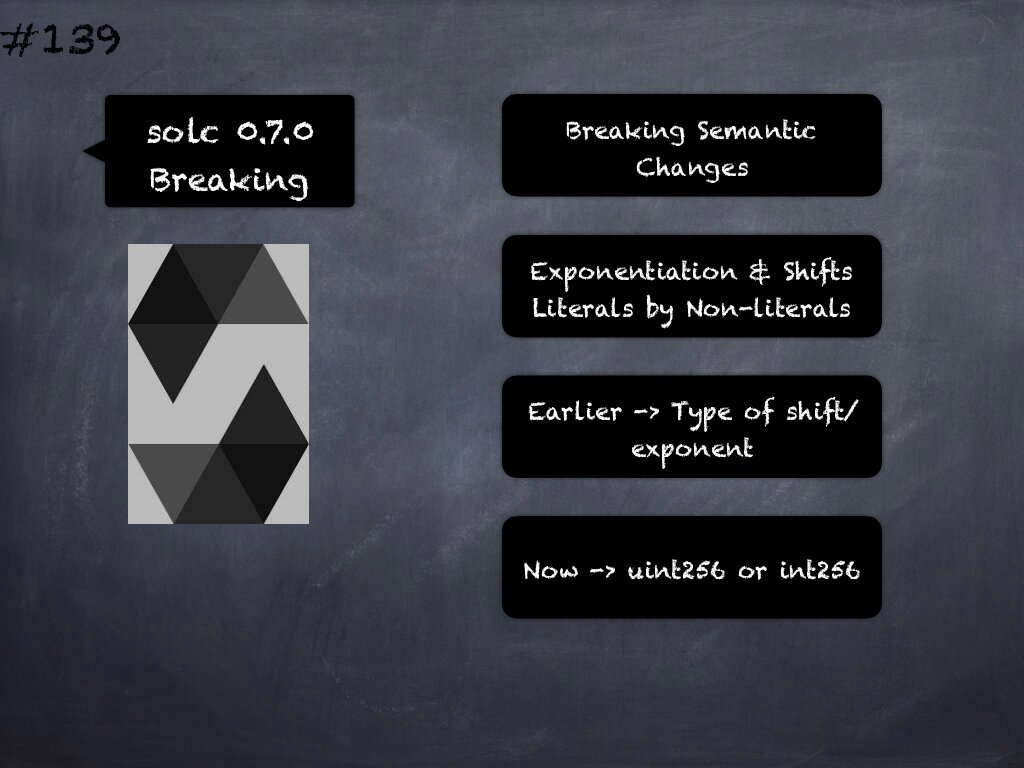 #139
solc 0.7.0
Breaking
Breaking Semantic
Changes
Exponentiation & Shifts
Literals by Non-literals
Earlier -> Type of shift/
exponent
Now -> uint256 or int256